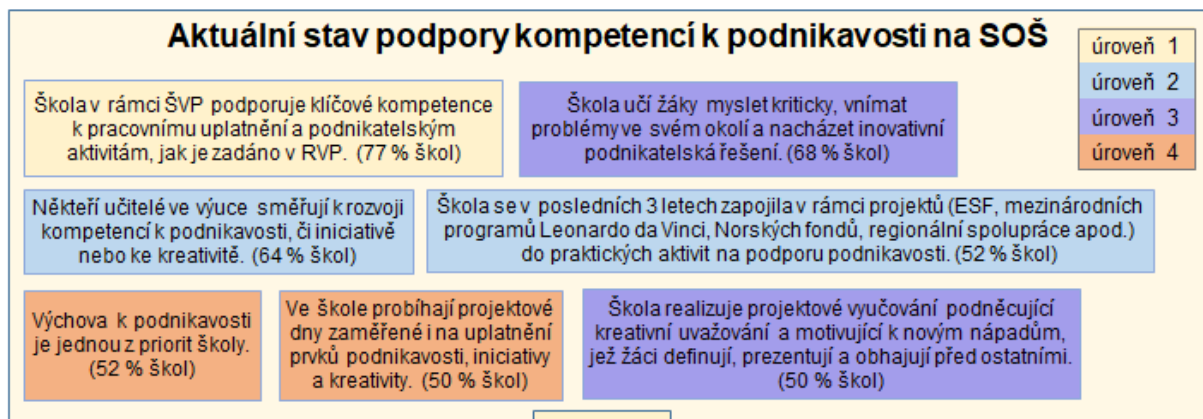 Aktuální stav podpory kompetencí k podnikavosti na SOŠ
úroveň 1
úroveň 2
úroveň 3
úroveň 4
Škola v rámci ŠVP podporuje klíčové kompetence
k pracovnímu uplatnění a podnikatelským
aktivitám, jak je zadáno v RVP. (77 % škol)
Škola učí žáky myslet kriticky, vnímat
problémy ve svém okolí a nacházet inovativní
podnikatelská řešení. (68 % škol)
Někteří učitelé ve výuce směřují k rozvoji
kompetencí k podnikavosti, či iniciativě
nebo ke kreativitě. (64 % škol)
Škola se v posledních 3 letech zapojila v rámci projektů (ESF, mezinárodních
programů Leonardo da Vinci, Norských fondů, regionální spolupráce apod.)
do praktických aktivit na podporu podnikavosti. (52 % škol)
Výchova k podnikavosti
je jednou z priorit školy.
(52 % škol)
Ve škole probíhají projektové
dny zaměřené i na uplatnění
prvků podnikavosti, iniciativy
a kreativity. (50 % škol)
Škola realizuje projektové vyučování podněcující
kreativní uvažování a motivující k novým nápadům,
jež žáci definují, prezentují a obhajují před ostatními.
(50 % škol)